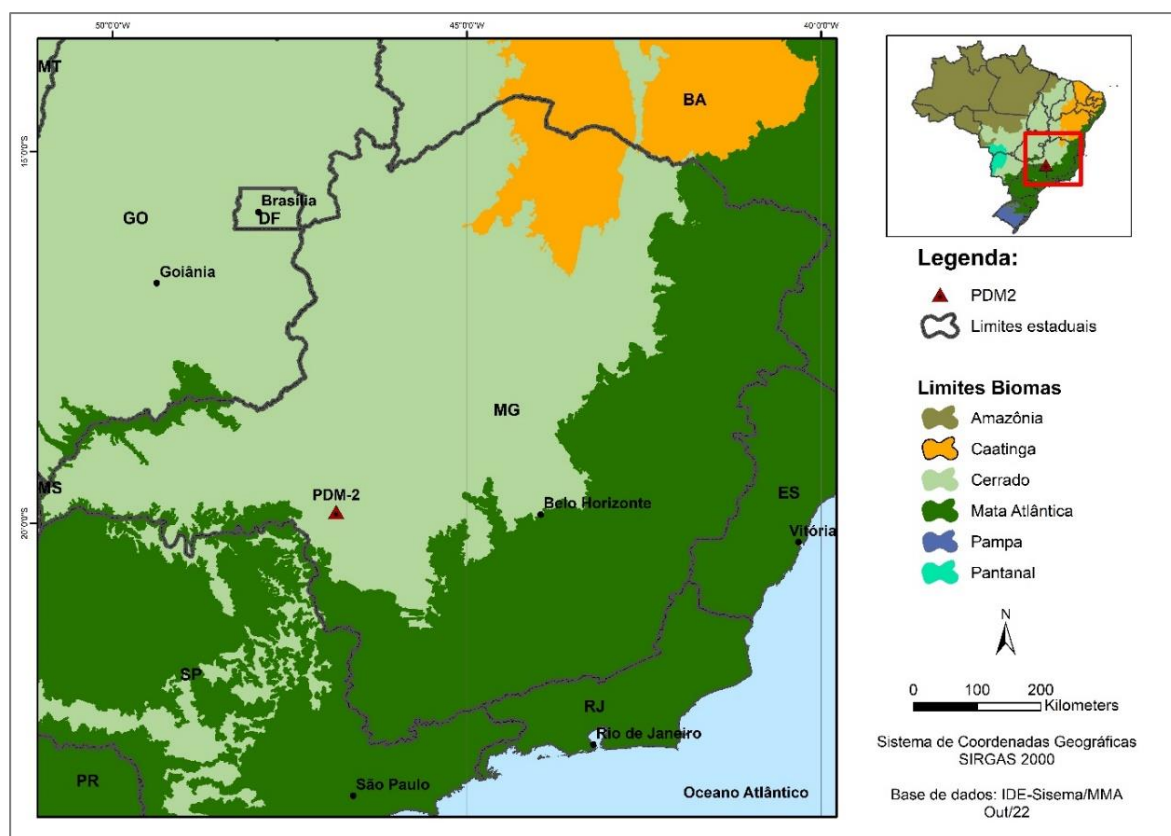 50°0'0"W
45°0'0"W
40°0'0"W
MT
BA
15°0'0"S
Brasília
DF
GO
Goiânia
MG
MS
PDM-2
Belo Horizonte
ES
20°0'0"S
Vitória
SP
RJ
Rio de Janeiro
PR
São Paulo
Oceano Atlântico
Legenda:
PDM2
Limites estaduais
Limites Biomas
Amazônia
Caatinga
Cerrado
Mata Atlântica
Pampa
Pantanal
N
0 100 200
Kilometers
Sistema de Coordenadas Geográficas
SIRGAS 2000
Base de dados: IDE-Sisema/MMA
Out/22